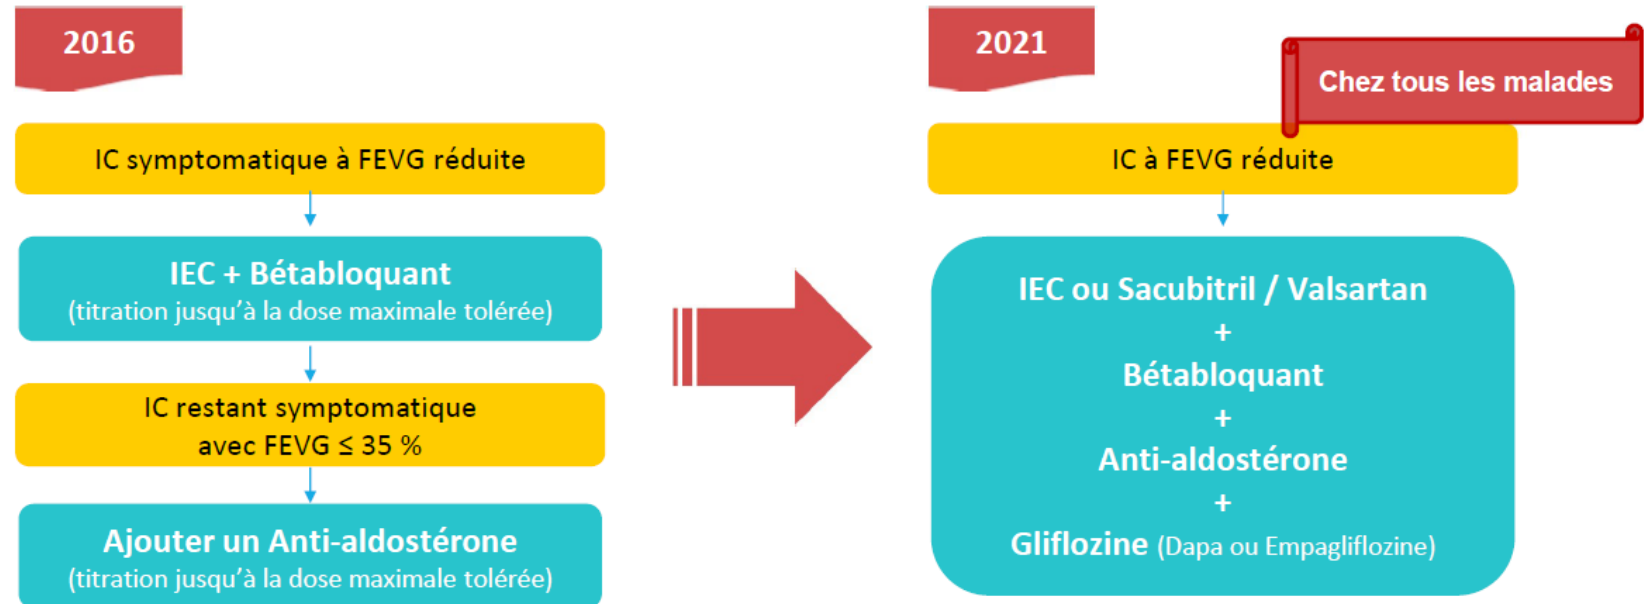 2016
IC symptomatique à FEVG réduite
IEC + Bétabloquant
(titration jusqu'à la dose maximale tolérée)
IC restant symptomatique
avec FEVG ≤ 35 %
Ajouter un Anti-aldostérone
(titration jusqu'à la dose maximale tolérée)
2021
Chez tous les malades
IC à FEVG réduite
IEC ou Sacubitril / Valsartan
+
Bétabloquant
+
Anti-aldostérone
+
Gliflozine (Dapa ou Empagliflozine)